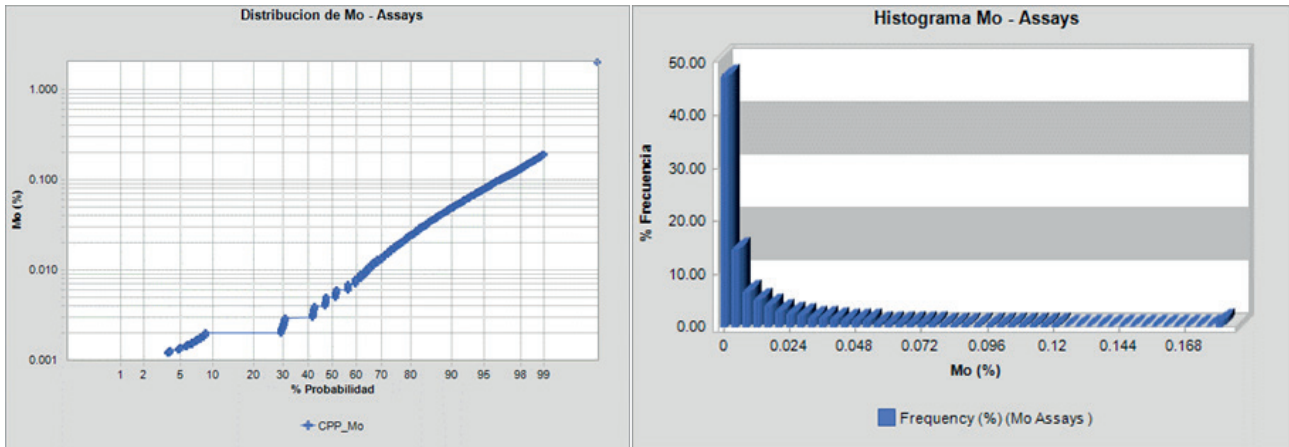 Distribucion de Mo - Assays
Mo (%)
1.000
0.100
0.010
0.001
1 2 5 10 20 30 40 50 60 70 80 90 95 98 99
% Probabilidad
CPP_Mo
Histograma Mo - Assays
% Frecuencia
50.00
40.00
30.00
20.00
10.00
0.00
0 0.024 0.048 0.072 0.096 0.12 0.144 0.168
Mo (%)
Frequency (%) (Mo Assays )